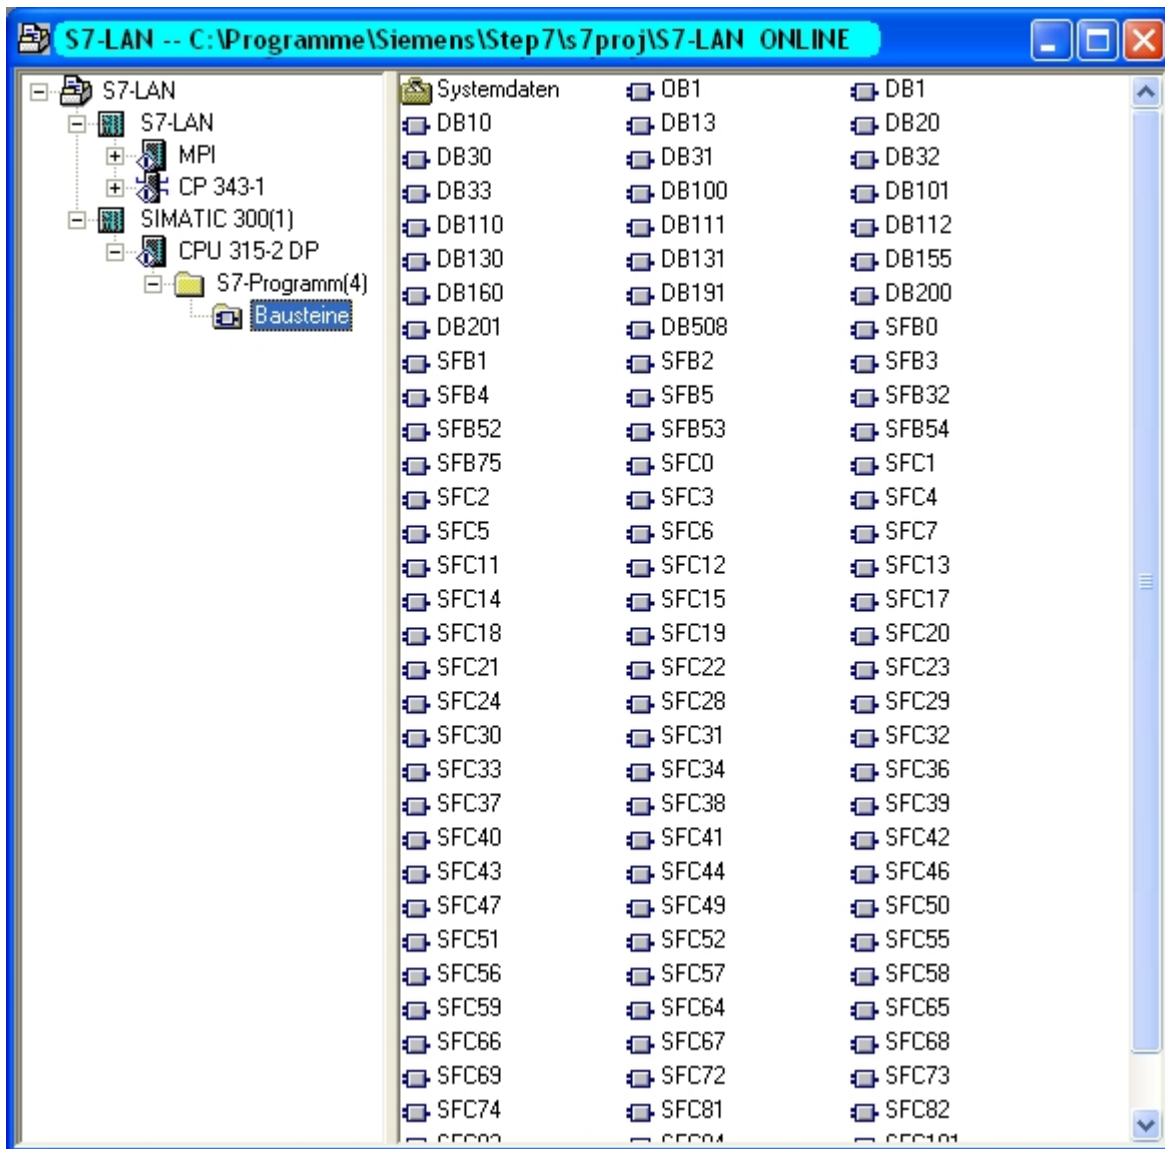 S7-LAN -- C:\Programme\Siemens\Step7\s7proj\S7-LAN ONLINE
S7-LAN
S7-LAN
MPI
CP 343-1
SIMATIC 300(1)
CPU 315-2 DP
S7-Programm(4)
Bausteine
Systemdaten OB1 DB1
DB10 DB13 DB20
DB30 DB31 DB32
DB33 DB100 DB101
DB110 DB111 DB112
DB130 DB131 DB155
DB160 DB191 DB200
DB201 DB508 SFB0
SFB1 SFB2 SFB3
SFB4 SFB5 SFB32
SFB52 SFB53 SFB54
SFB75 SFC0 SFC1
SFC2 SFC3 SFC4
SFC5 SFC6 SFC7
SFC11 SFC12 SFC13
SFC14 SFC15 SFC17
SFC18 SFC19 SFC20
SFC21 SFC22 SFC23
SFC24 SFC28 SFC29
SFC30 SFC31 SFC32
SFC33 SFC34 SFC36
SFC37 SFC38 SFC39
SFC40 SFC41 SFC42
SFC43 SFC44 SFC46
SFC47 SFC49 SFC50
SFC51 SFC52 SFC55
SFC56 SFC57 SFC58
SFC59 SFC64 SFC65
SFC66 SFC67 SFC68
SFC69 SFC72 SFC73
SFC74 SFC81 SFC82